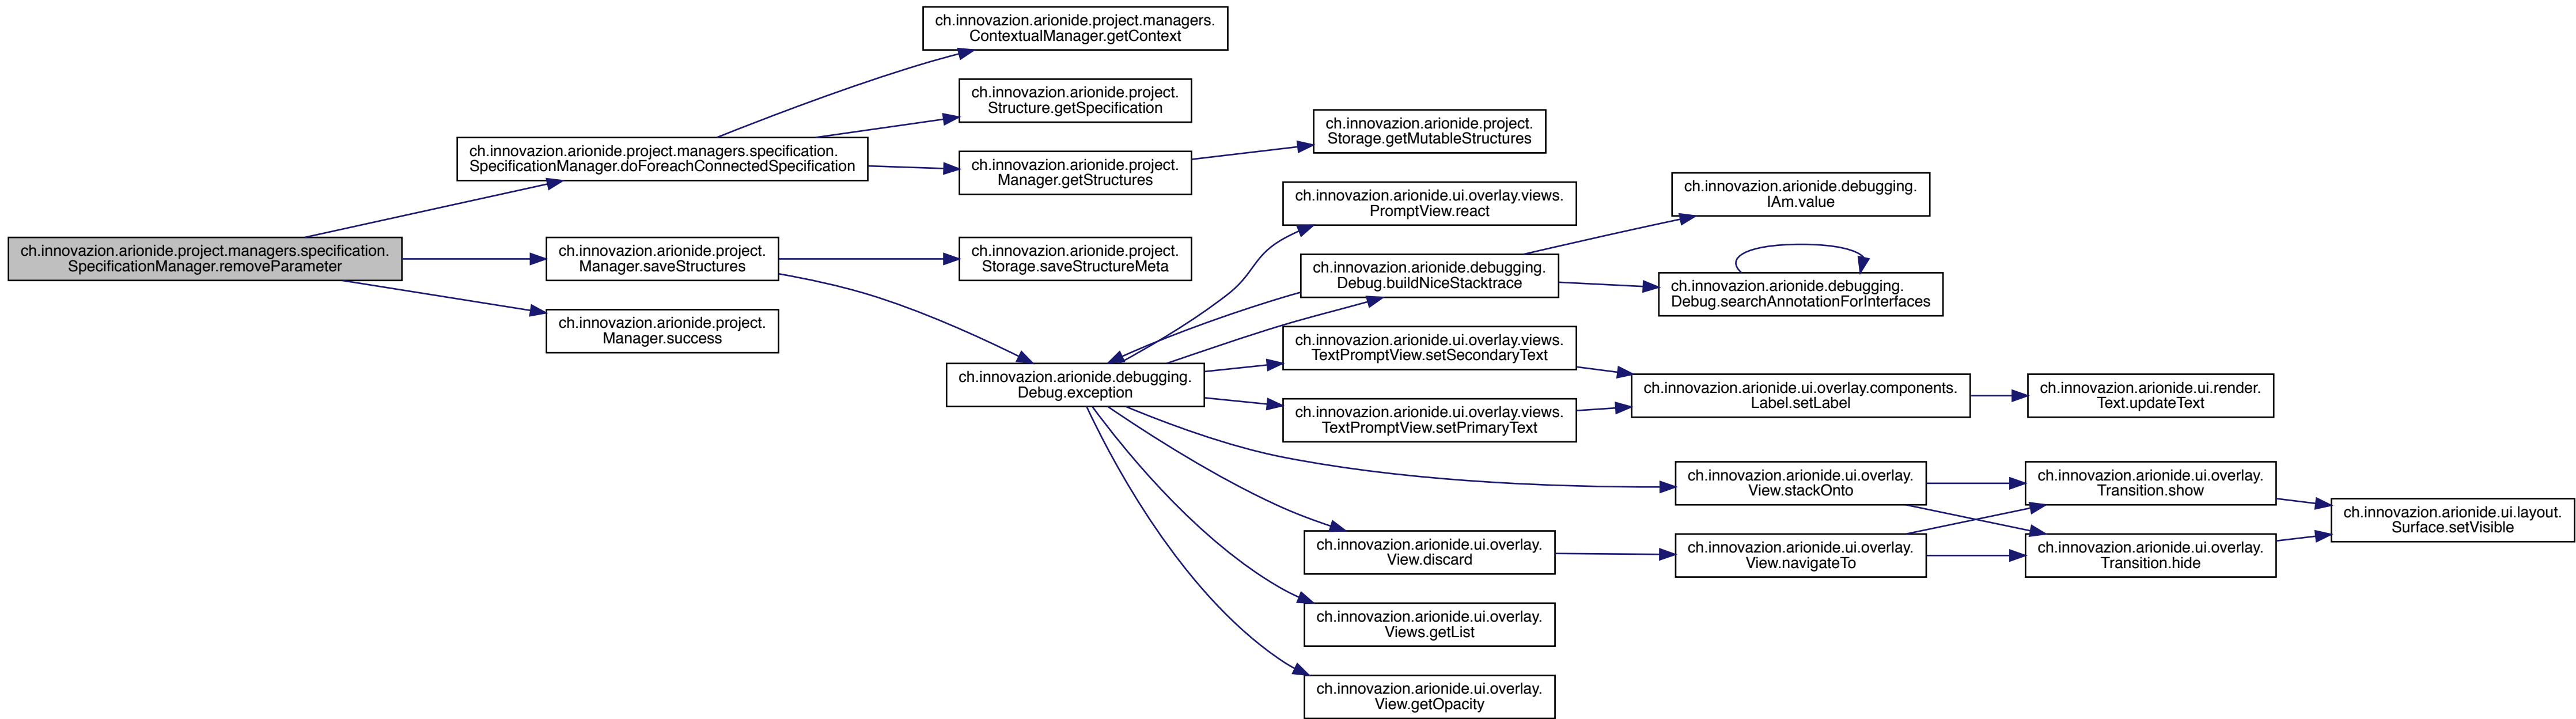 ch.innovazion.arionide.project.managers.
ContextualManager.getContext
ch.innovazion.arionide.project.
Structure.getSpecification
ch.innovazion.arionide.project.
Storage.getMutableStructures
ch.innovazion.arionide.project.managers.specification.
SpecificationManager.doForeachConnectedSpecification
ch.innovazion.arionide.project.
Manager.getStructures
ch.innovazion.arionide.debugging.
IAm.value
ch.innovazion.arionide.ui.overlay.views.
PromptView.react
ch.innovazion.arionide.project.managers.specification.
SpecificationManager.removeParameter
ch.innovazion.arionide.project.
Manager.saveStructures
ch.innovazion.arionide.project.
Storage.saveStructureMeta
ch.innovazion.arionide.debugging.
Debug.buildNiceStacktrace
ch.innovazion.arionide.debugging.
Debug.searchAnnotationForInterfaces
ch.innovazion.arionide.project.
Manager.success
ch.innovazion.arionide.ui.overlay.views.
TextPromptView.setSecondaryText
ch.innovazion.arionide.debugging.
Debug.exception
ch.innovazion.arionide.ui.overlay.components.
Label.setLabel
ch.innovazion.arionide.ui.render.
Text.updateText
ch.innovazion.arionide.ui.overlay.views.
TextPromptView.setPrimaryText
ch.innovazion.arionide.ui.overlay.
View.stackOnto
ch.innovazion.arionide.ui.overlay.
Transition.show
ch.innovazion.arionide.ui.layout.
Surface.setVisible
ch.innovazion.arionide.ui.overlay.
View.discard
ch.innovazion.arionide.ui.overlay.
View.navigateTo
ch.innovazion.arionide.ui.overlay.
Transition.hide
ch.innovazion.arionide.ui.overlay.
Views.getList
ch.innovazion.arionide.ui.overlay.
View.getOpacity